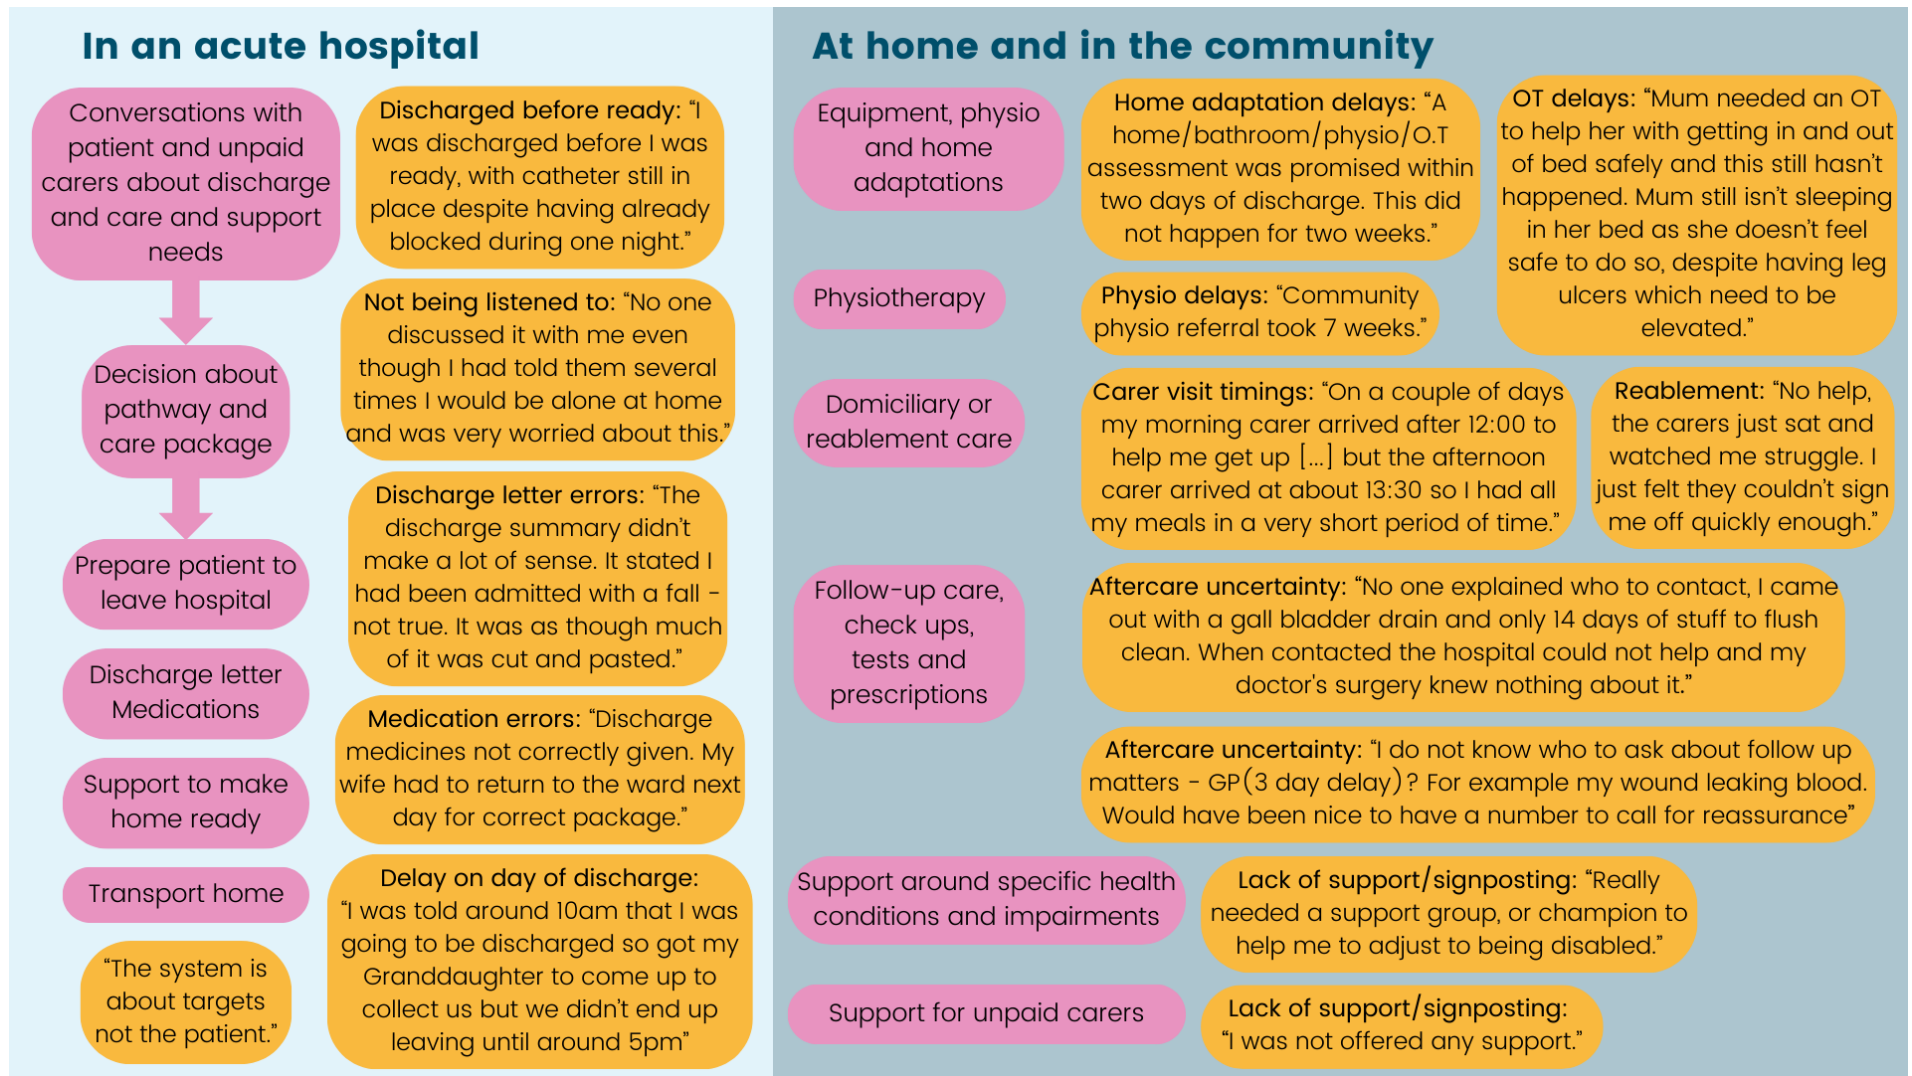 In an acute hospital
Conversations with
patient and unpaid
carers about discharge
and care and support
needs
Decision about
pathway and
care package
Prepare patient to
leave hospital
Discharge letter
Medications
Support to make
home ready
Transport home
“The system is
about targets
not the patient.”
Discharged before ready: “I
was discharged before I was
ready, with catheter still in
place despite having already
blocked during one night.”
Not being listened to: “No one
discussed it with me even
though I had told them several
times I would be alone at home
and was very worried about this.”
Discharge letter errors: “The
discharge summary didn’t
make a lot of sense. It stated I
had been admitted with a fall -
not true. It was as though much
of it was cut and pasted.”
Medication errors: “Discharge
medicines not correctly given. My
wife had to return to the ward next
day for correct package.”
Delay on day of discharge:
“I was told around 10am that I was
going to be discharged so got my
Granddaughter to come up to
collect us but we didn’t end up
leaving until around 5pm”
At home and in the community
Equipment, physio
and home
adaptations
Home adaptation delays: “A
home/bathroom/physio/O.T
assessment was promised within
two days of discharge. This did
not happen for two weeks.”
OT delays: “Mum needed an OT
to help her with getting in and out
of bed safely and this still hasn’t
happened. Mum still isn’t sleeping
in her bed as she doesn’t feel
safe to do so, despite having leg
ulcers which need to be
elevated.”
Physiotherapy
Physio delays: “Community
physio referral took 7 weeks.”
Domiciliary or
reablement care
Carer visit timings: “On a couple of days
my morning carer arrived after 12:00 to
help me get up [...] but the afternoon
carer arrived at about 13:30 so I had all
my meals in a very short period of time.”
Reablement: “No help,
the carers just sat and
watched me struggle. I
just felt they couldn’t sign
me off quickly enough.”
Follow-up care,
check ups,
tests and
prescriptions
Aftercare uncertainty: “No one explained who to contact, I came
out with a gall bladder drain and only 14 days of stuff to flush
clean. When contacted the hospital could not help and my
doctor's surgery knew nothing about it.”
Aftercare uncertainty: “I do not know who to ask about follow up
matters - GP(3 day delay)? For example my wound leaking blood.
Would have been nice to have a number to call for reassurance”
Support around specific health
conditions and impairments
Lack of support/signposting: “Really
needed a support group, or champion to
help me to adjust to being disabled.”
Support for unpaid carers
Lack of support/signposting:
“I was not offered any support.”